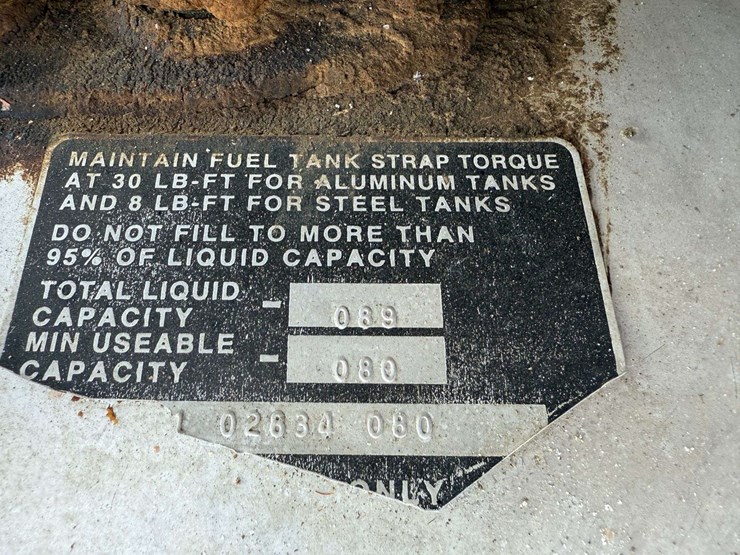 MAINTAIN FUEL TANK STRAP TORQUE
AT 30 LB-FT FOR ALUMINUM TANKS
AND 8 LB-FT FOR STEEL TANKS
DO NOT FILL TO MORE THAN
95% OF LIQUID CAPACITY
TOTAL LIQUID
CAPACITY - 089
MIN USEABLE
CAPACITY - 080
1 02634 080
ONLY